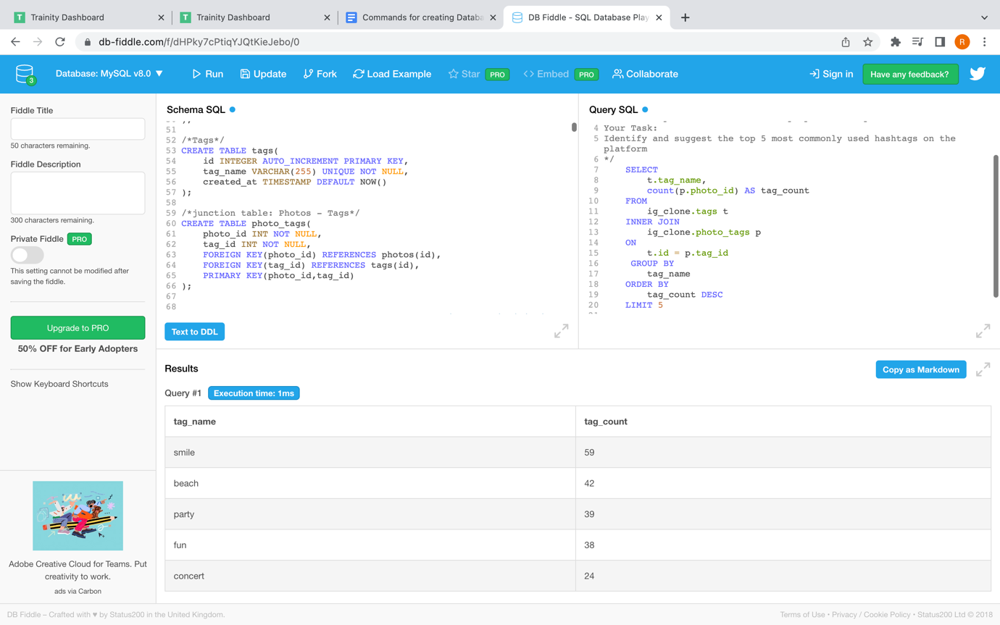 T Trainity Dashboard
T Trainity Dashboard
Commands for creating Databa
DB Fiddle - SQL Database Play
db-fiddle.com/f/dHPky7cPtiqYJQtKieJebo/0
R
3
Database: MySQL v8.0 ▼
Run
Update
Fork
Load Example
Star PRO
Embed PRO
Collaborate
Sign in
Have any feedback?
Fiddle Title
50 characters remaining.
Fiddle Description
300 characters remaining.
Private Fiddle PRO
This setting cannot be modified after
saving the fiddle.
Upgrade to PRO
50% OFF for Early Adopters
Show Keyboard Shortcuts
Adobe Creative Cloud for Teams. Put
creativity to work.
ads via Carbon
Schema SQL
51
52 /*Tags*/
53 CREATE TABLE tags(
54 id INTEGER AUTO_INCREMENT PRIMARY KEY,
55 tag_name VARCHAR(255) UNIQUE NOT NULL,
56 created_at TIMESTAMP DEFAULT NOW()
57 );
58
59 /*junction table: Photos - Tags*/
60 CREATE TABLE photo_tags(
61 photo_id INT NOT NULL,
62 tag_id INT NOT NULL,
63 FOREIGN KEY(photo_id) REFERENCES photos(id),
64 FOREIGN KEY(tag_id) REFERENCES tags(id),
65 PRIMARY KEY(photo_id,tag_id)
66 );
67
68
Text to DDL
Query SQL
4 Your Task:
5 Identify and suggest the top 5 most commonly used hashtags on the
platform
6 */
7 SELECT
8 t.tag_name,
9 count(p.photo_id) AS tag_count
10 FROM
11 ig_clone.tags t
12 INNER JOIN
13 ig_clone.photo_tags p
14 ON
15 t.id = p.tag_id
16 GROUP BY
17 tag_name
18 ORDER BY
19 tag_count DESC
20 LIMIT 5
Results
Copy as Markdown
Query #1 Execution time: 1ms
tag_name tag_count
smile 59
beach 42
party 39
fun 38
concert 24
DB Fiddle – Crafted with ♥ by Status200 in the United Kingdom.
Terms of Use • Privacy / Cookie Policy • Status200 Ltd © 2018